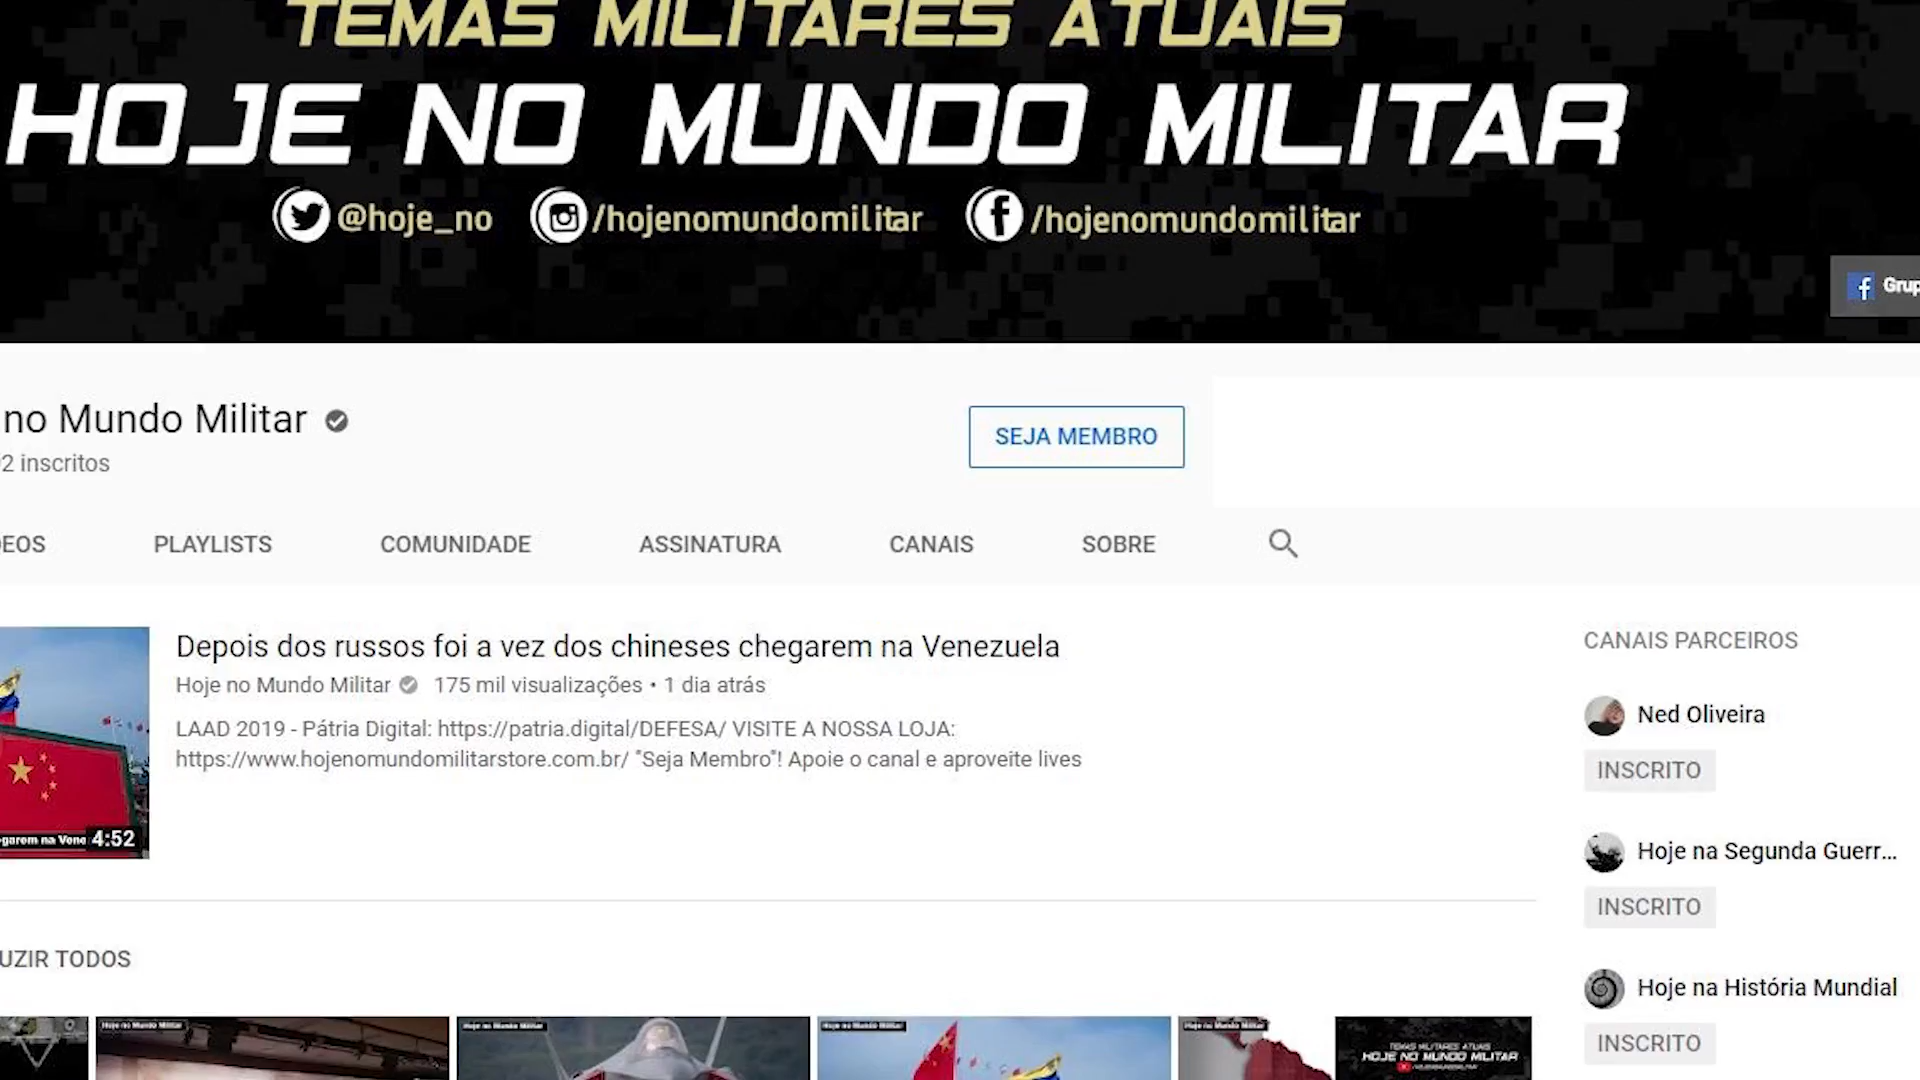 TEMAS MILITARES ATUAIS
HOJE NO MUNDO MILITAR
@hoje_no /hojenomundomilitar /hojenomundomilitar
Grup
no Mundo Militar
2 inscritos
SEJA MEMBRO
EOS PLAYLISTS COMUNIDADE ASSINATURA CANAIS SOBRE
Depois dos russos foi a vez dos chineses chegarem na Venezuela
Hoje no Mundo Militar 175 mil visualizações • 1 dia atrás
LAAD 2019 - Pátria Digital: https://patria.digital/DEFESA/ VISITE A NOSSA LOJA:
https://www.hojenomundomilitarstore.com.br/ "Seja Membro"! Apoie o canal e aproveite lives
garem na Vene 4:52
CANAIS PARCEIROS
Ned Oliveira
INSCRITO
Hoje na Segunda Guerr...
INSCRITO
Hoje na História Mundial
INSCRITO
UZIR TODOS
Hoje no Mundo Militar
Hoje no Mundo Militar
Hoje no Mundo Militar
Hoje no Mundo Militar
TEMAS MILITARES ATUAIS
HOJE NO MUNDO MILITAR